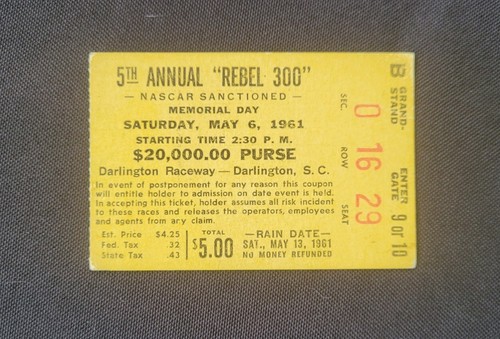 5TH ANNUAL "REBEL 300"
— NASCAR SANCTIONED —
MEMORIAL DAY
SATURDAY, MAY 6, 1961
STARTING TIME 2:30 P. M.
$20,000.00 PURSE
Darlington Raceway — Darlington, S. C.
In event of postponement for any reason this coupon
will entitle holder to admission on date event is held.
In accepting this ticket, holder assumes all risk incident
to these races and releases the operators, employees
and agents from any claim.
Est. Price $4.25
Fed. Tax .32
State Tax .43
TOTAL
$5.00
— RAIN DATE —
SAT., MAY 13, 1961
No MONEY REFUNDED
SEC. ROW SEAT
O 16 29
B GRAND-
STAND
ENTER
GATE 9 or 10